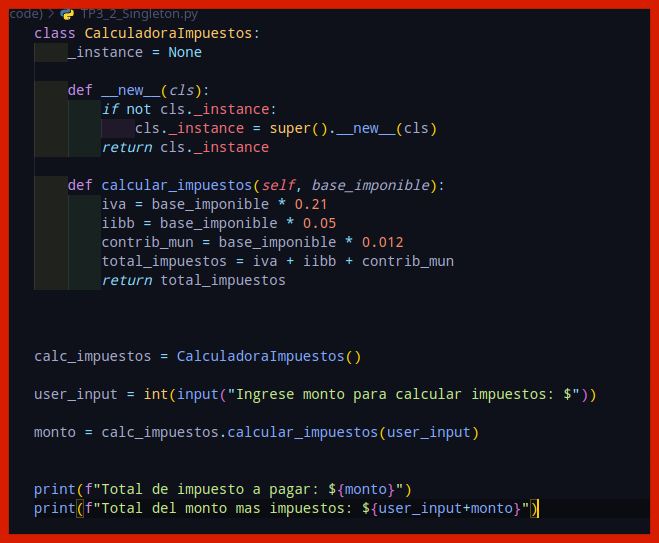 code) > TP3_2_Singleton.py
class CalculadoraImpuestos:
_instance = None
def __new__(cls):
if not cls._instance:
cls._instance = super().__new__(cls)
return cls._instance
def calcular_impuestos(self, base_imponible):
iva = base_imponible * 0.21
iibb = base_imponible * 0.05
contrib_mun = base_imponible * 0.012
total_impuestos = iva + iibb + contrib_mun
return total_impuestos
calc_impuestos = CalculadoraImpuestos()
user_input = int(input("Ingrese monto para calcular impuestos: $"))
monto = calc_impuestos.calcular_impuestos(user_input)
print(f"Total de impuesto a pagar: ${monto}")
print(f"Total del monto mas impuestos: ${user_input+monto}")